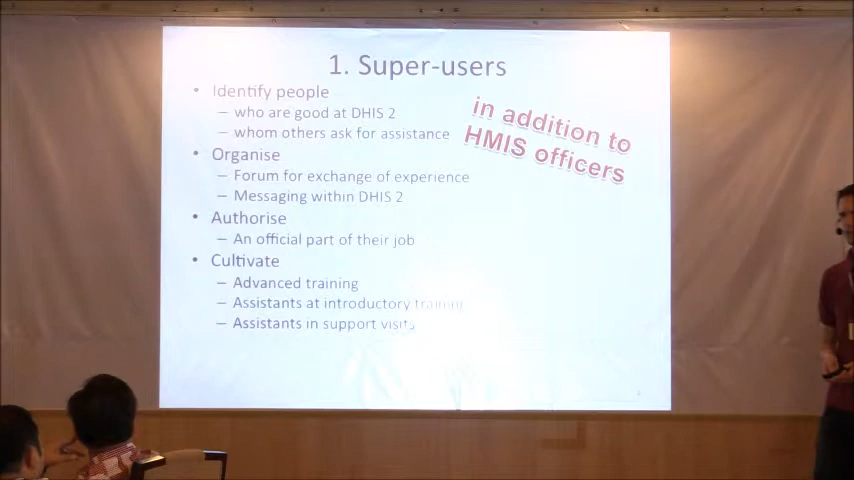 1. Super-users
• Identify people
– who are good at DHIS 2
– whom others ask for assistance
in addition to
HMIS officers
• Organise
– Forum for exchange of experience
– Messaging within DHIS 2
• Authorise
– An official part of their job
• Cultivate
– Advanced training
– Assistants at introductory training
– Assistants in support visits